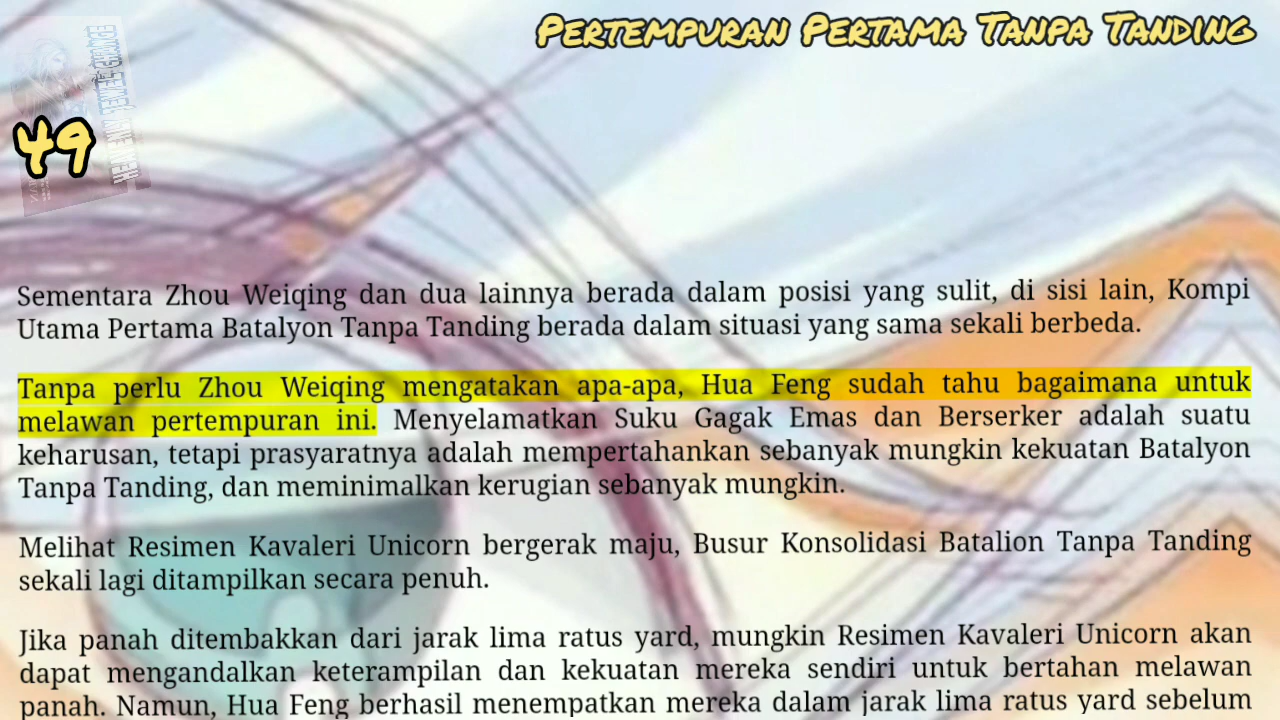 Pertempuran Pertama Tanpa Tanding
49
Sementara Zhou Weiqing dan dua lainnya berada dalam posisi yang sulit, di sisi lain, Kompi
Utama Pertama Batalyon Tanpa Tanding berada dalam situasi yang sama sekali berbeda.
Tanpa perlu Zhou Weiqing mengatakan apa-apa, Hua Feng sudah tahu bagaimana untuk
melawan pertempuran ini. Menyelamatkan Suku Gagak Emas dan Berserker adalah suatu
keharusan, tetapi prasyaratnya adalah mempertahankan sebanyak mungkin kekuatan Batalyon
Tanpa Tanding, dan meminimalkan kerugian sebanyak mungkin.
Melihat Resimen Kavaleri Unicorn bergerak maju, Busur Konsolidasi Batalion Tanpa Tanding
sekali lagi ditampilkan secara penuh.
Jika panah ditembakkan dari jarak lima ratus yard, mungkin Resimen Kavaleri Unicorn akan
dapat mengandalkan keterampilan dan kekuatan mereka sendiri untuk bertahan melawan
panah. Namun, Hua Feng berhasil menempatkan mereka dalam jarak lima ratus yard sebelum